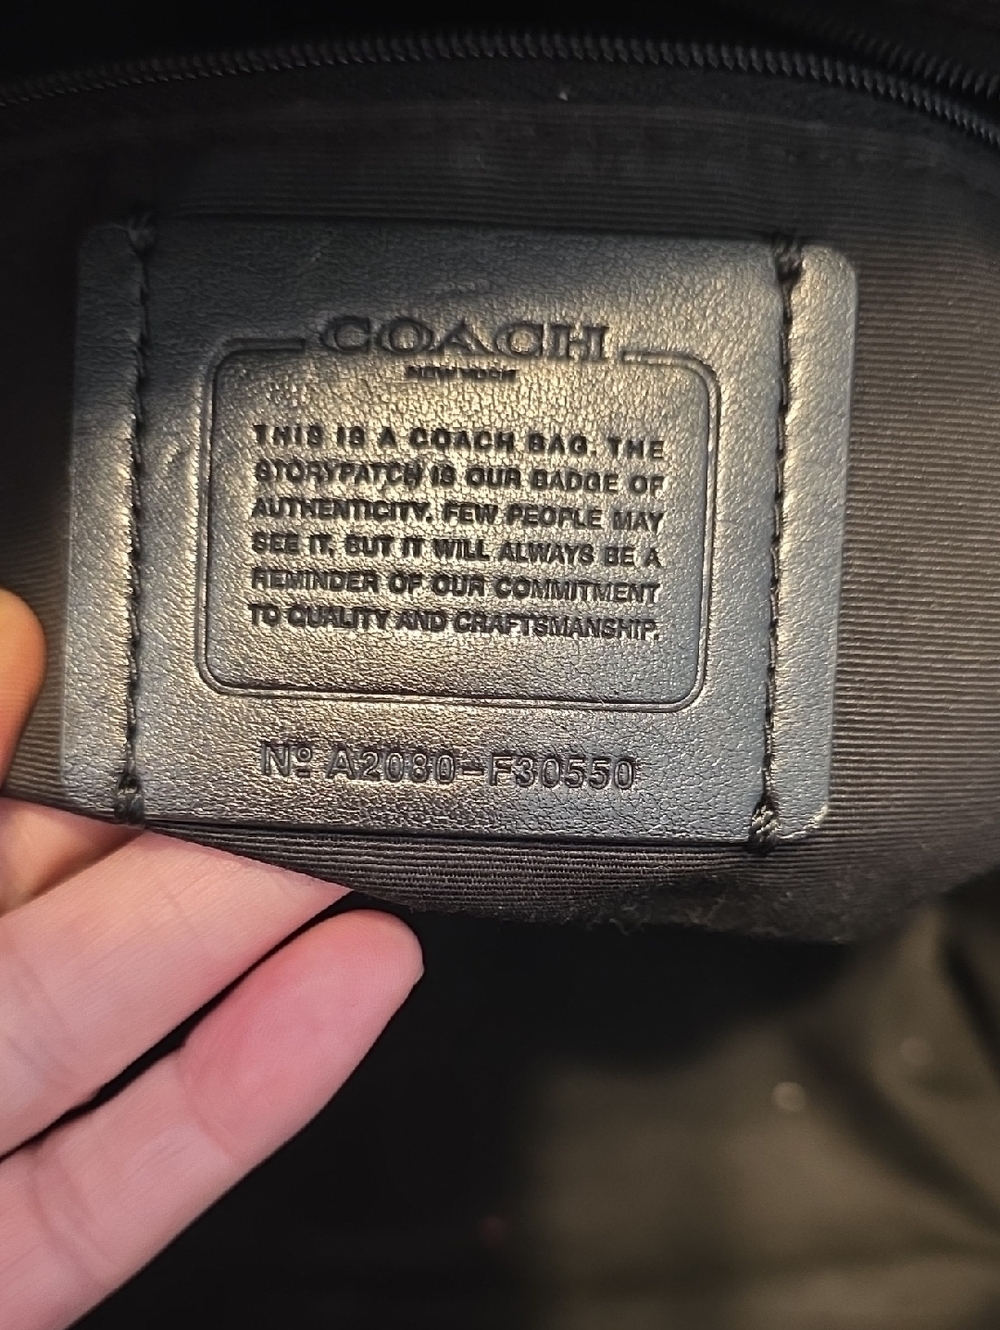 COACH
NEW YORK
THIS IS A COACH BAG. THE
STORYPATCH IS OUR BADGE OF
AUTHENTICITY. FEW PEOPLE MAY
SEE IT, BUT IT WILL ALWAYS BE A
REMINDER OF OUR COMMITMENT
TO QUALITY AND CRAFTSMANSHIP.
Nº A2080-F30550